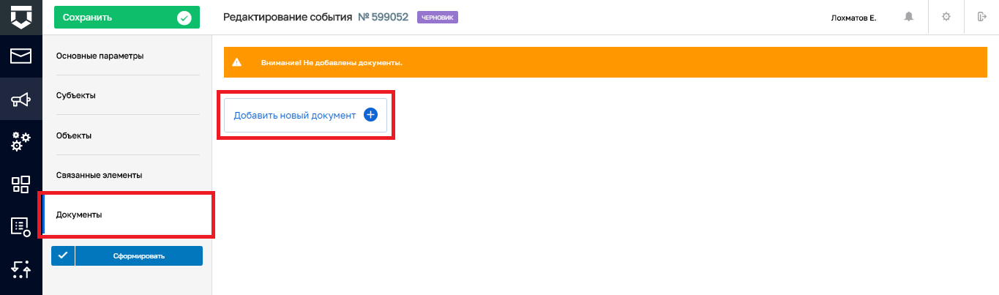 Сохранить
Редактирование события № 599052 ЧЕРНОВИК
Лохматов Е.
Основные параметры
Субъекты
Объекты
Связанные элементы
Документы
Сформировать
Внимание! Не добавлены документы.
Добавить новый документ